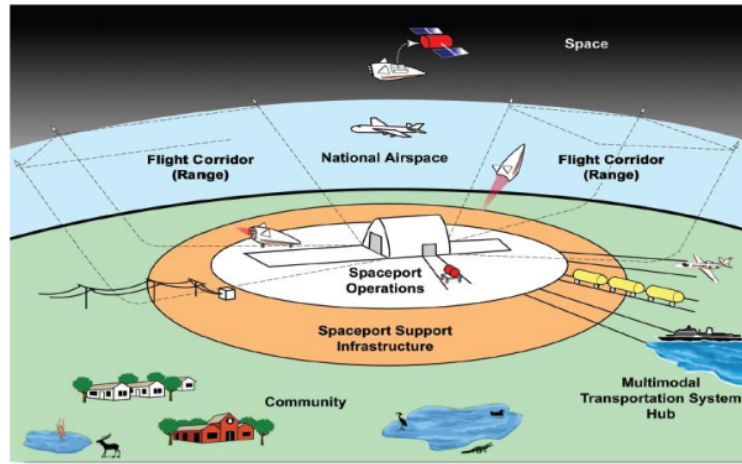 Space
Flight Corridor
(Range)
National Airspace
Flight Corridor
(Range)
Spaceport
Operations
Spaceport Support
Infrastructure
Community
Multimodal
Transportation System
Hub